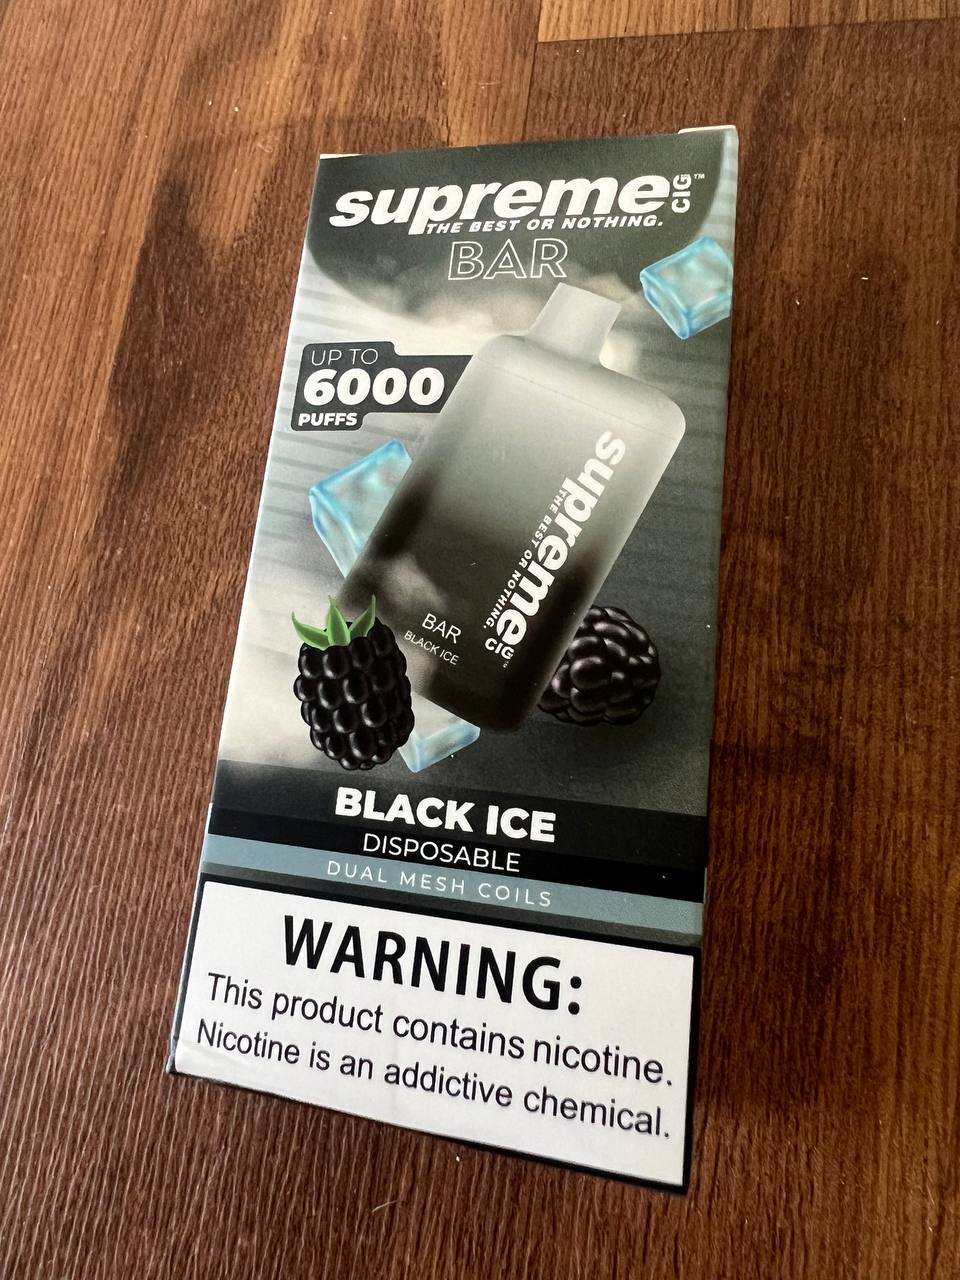 supreme CIG™
THE BEST OR NOTHING.
BAR
UP TO
6000
PUFFS
supreme CIG™
THE BEST OR NOTHING.
BAR
BLACK ICE
BLACK ICE
DISPOSABLE
DUAL MESH COILS
WARNING:
This product contains nicotine.
Nicotine is an addictive chemical.